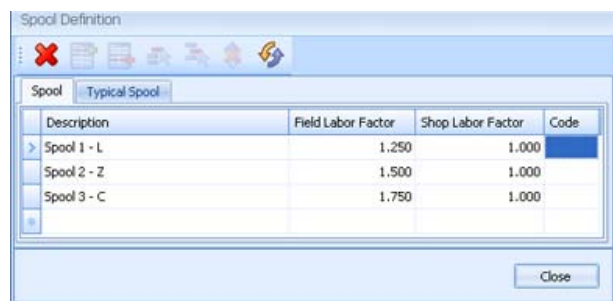 Spool Definition
Spool Typical Spool
Description Field Labor Factor Shop Labor Factor Code
Spool 1 - L 1.250 1.000
Spool 2 - Z 1.500 1.000
Spool 3 - C 1.750 1.000
Close